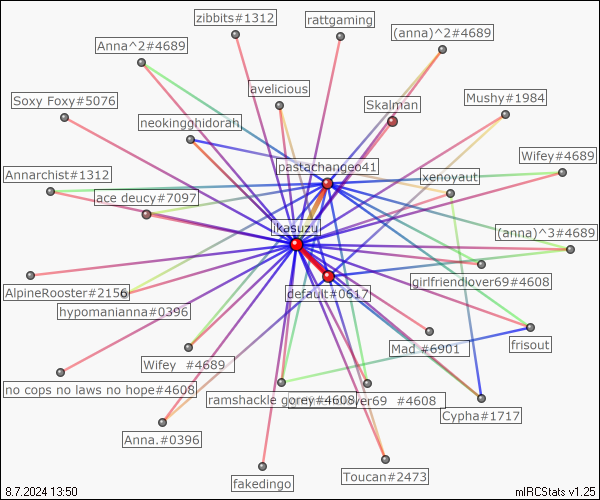 zibbits#1312
rattgaming
(anna)^2#4689
Anna^2#4689
avelicious
Skalman
Soxy Foxy#5076
Mushy#1984
neokingghidorah
Wifey#4689
pastachangeo41
Annarchist#1312
xenoyaut
ace deucy#7097
ikasuzu
(anna)^3#4689
AlpineRooster#2156
default#0617
girlfriendlover69#4608
hypomanianna#0396
Wifey #4689
Mad #6901
frisout
no cops no laws no hope#4608
ramshackle gorey#4608
69 #4608
Cypha#1717
Anna.#0396
Toucan#2473
fakedingo
8.7.2024 13:50
mIRCStats v1.25